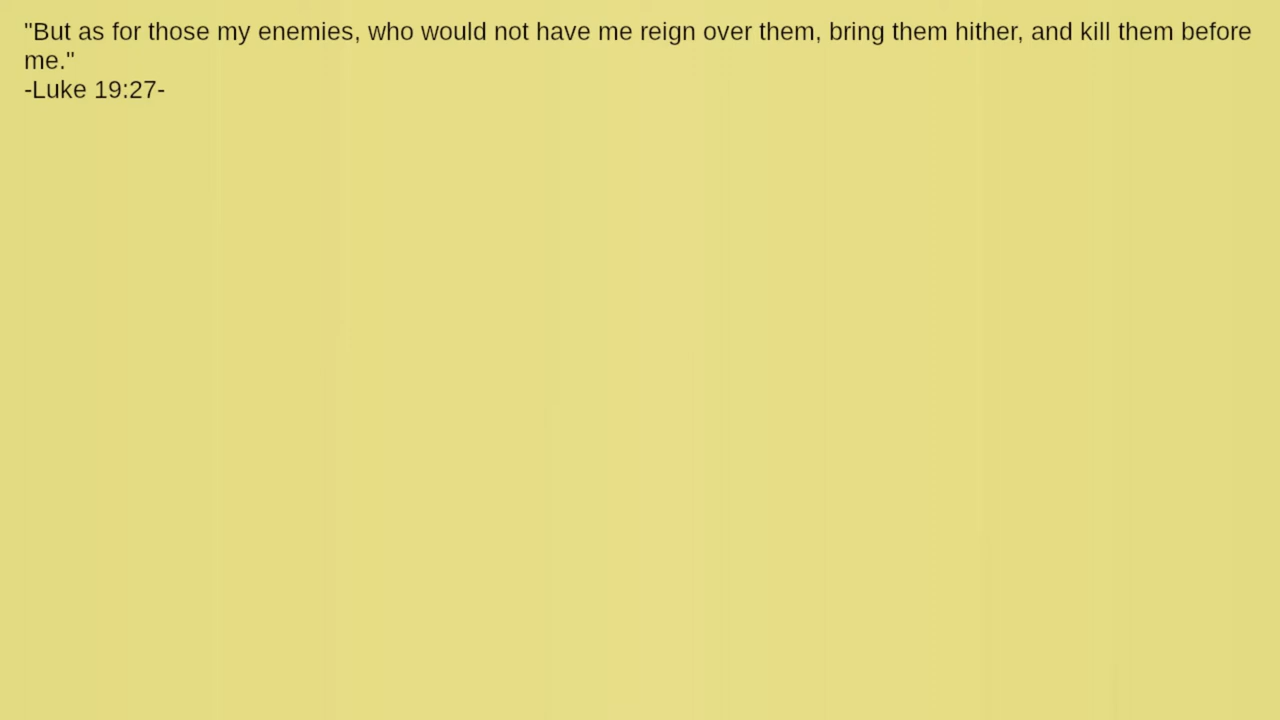 "But as for those my enemies, who would not have me reign over them, bring them hither, and kill them before
me."
-Luke 19:27-